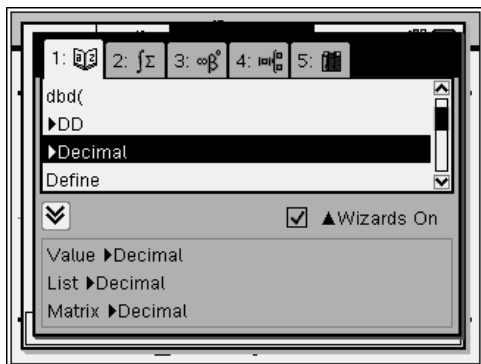 1: 2: ∫Σ 3: ∞β° 4: 5:
dbd(
▶DD
▶Decimal
Define
▲Wizards On
Value ▶Decimal
List ▶Decimal
Matrix ▶Decimal